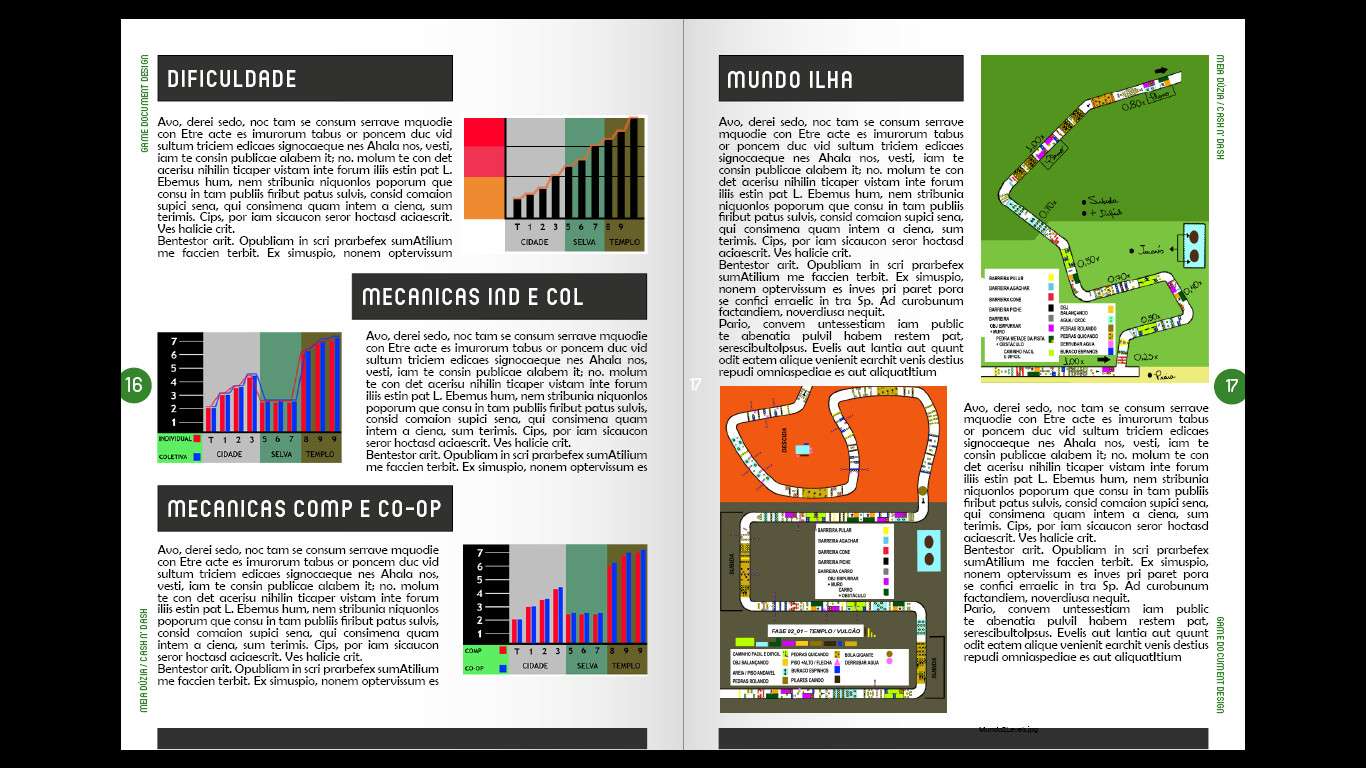 GAME DOCUMENT DESIGN
DIFICULDADE
Avo, derei sedo, noc tam se consum serrave mquodie
con Etre acte es imurorum tabus or poncem duc vid
sultum triciem edicaes signocaeque nes Ahala nos, vesti,
iam te consin publicae alabem it; no. molum te con det
acerisu nihilin ticaper vistam inte forum illis estin pat L.
Ebemus hum, nem stribunia niquonlos poporum que
consu in tam publiis firibut patus sulvis, consid comaion
supici sena, qui consimena quam intem a ciena, sum
terimis. Cips, por iam sicaucon seror hoctasd aciaescrit.
Ves halicie crit.
Bentestor arit. Opubliam in scri prarbefex sumAtilium
me faccien terbit. Ex simuspio, nonem optervissum
T 1 2 3 5 6 7 8 9
CIDADE SELVA TEMPLO
MECANICAS IND E COL
7
6
5
4
3
2
1
INDIVIDUAL T 1 2 3 5 6 7 8 9 9
COLETIVA CIDADE SELVA TEMPLO
Avo, derei sedo, noc tam se consum serrave mquodie
con Etre acte es imurorum tabus or poncem duc vid
sultum triciem edicaes signocaeque nes Ahala nos,
vesti, iam te consin publicae alabem it; no. molum
te con det acerisu nihilin ticaper vistam inte forum
illis estin pat L. Ebemus hum, nem stribunia niquonlos
poporum que consu in tam publiis firibut patus sulvis,
consid comaion supici sena, qui consimena quam
intem a ciena, sum terimis. Cips, por iam sicaucon
seror hoctasd aciaescrit. Ves halicie crit.
Bentestor arit. Opubliam in scri prarbefex sumAtilium
me faccien terbit. Ex simuspio, nonem optervissum es
16
MECANICAS COMP E CO-OP
Avo, derei sedo, noc tam se consum serrave mquodie
con Etre acte es imurorum tabus or poncem duc vid
sultum triciem edicaes signocaeque nes Ahala nos,
vesti, iam te consin publicae alabem it; no. molum
te con det acerisu nihilin ticaper vistam inte forum
illis estin pat L. Ebemus hum, nem stribunia niquonlos
poporum que consu in tam publiis firibut patus sulvis,
consid comaion supici sena, qui consimena quam
intem a ciena, sum terimis. Cips, por iam sicaucon
seror hoctasd aciaescrit. Ves halicie crit.
Bentestor arit. Opubliam in scri prarbefex sumAtilium
me faccien terbit. Ex simuspio, nonem optervissum es
7
6
5
4
3
2
1
COMP T 1 2 3 5 6 7 8 9 9
CO-OP CIDADE SELVA TEMPLO
MEIA DÚZIA / CASH N' DASH
MUNDO ILHA
Avo, derei sedo, noc tam se consum serrave
mquodie con Etre acte es imurorum tabus
or poncem duc vid sultum triciem edicaes
signocaeque nes Ahala nos, vesti, iam te
consin publicae alabem it; no. molum te con
det acerisu nihilin ticaper vistam inte forum
illis estin pat L. Ebemus hum, nem stribunia
niquonlos poporum que consu in tam publiis
firibut patus sulvis, consid comaion supici sena,
qui consimena quam intem a ciena, sum
terimis. Cips, por iam sicaucon seror hoctasd
aciaescrit. Ves halicie crit.
Bentestor arit. Opubliam in scri prarbefex
sumAtilium me faccien terbit. Ex simuspio,
nonem optervissum es inves pri paret pora
se confici erraelic in tra Sp. Ad curobunum
factandiem, noverdiusa nequit.
Pario, convem untessestiam iam public
te abenatia pulvil habem restem pat,
serescibultolpsus. Evelis aut lantia aut qunt
odit eatem alique venienit earchit venis destius
repudi omniaspediae es aut aliquatItium
17
MEIA DÚZIA / CASH N' DASH
0,80x Plano
1,00x
Plano
0,70x
Subida
+ Difícil
Jacaré
0,50x
0,70x
0,40x
0,90x
0,25x
1,00x
Praia
BARREIRA PULAR
BARREIRA AGACHAR
BARREIRA CONE
BARREIRA PICHE
BARREIRA
OBJ EMPURRAR
+ MURO
PEDRA METADE DA PISTA
+ OBSTÁCULO
CAMINHO FACIL
E DIFICIL
OBJ
BALANÇANDO
AGUA / CROC
PEDRAS ROLANDO
PEDRAS QUICANDO
DERRUBAR AGUA
BURACO ESPINHOS
17
DESCIDA
SUBIDA
BARREIRA PULAR
BARREIRA AGACHAR
BARREIRA CONE
BARREIRA PICHE
BARREIRA CARRO
OBJ EMPURRAR
+ MURO
CARRO
+ OBSTÁCULO
FASE 02_01 – TEMPLO / VULCÃO
CAMINHO FACIL E DIFICIL
OBJ BALANÇANDO
AREIA / PISO ANDAVEL
PEDRAS ROLANDO
PEDRAS QUICANDO
PISO FALTO / FLECHA
BURACO ESPINHOS
PILARES CAINDO
BOLA GIGANTE
DERRUBAR AGUA
SUBIDA
Avo, derei sedo, noc tam se consum serrave
mquodie con Etre acte es imurorum tabus
or poncem duc vid sultum triciem edicaes
signocaeque nes Ahala nos, vesti, iam te
consin publicae alabem it; no. molum te con
det acerisu nihilin ticaper vistam inte forum
illis estin pat L. Ebemus hum, nem stribunia
niquonlos poporum que consu in tam publiis
firibut patus sulvis, consid comaion supici sena,
qui consimena quam intem a ciena, sum
terimis. Cips, por iam sicaucon seror hoctasd
aciaescrit. Ves halicie crit.
Bentestor arit. Opubliam in scri prarbefex
sumAtilium me faccien terbit. Ex simuspio,
nonem optervissum es inves pri paret pora
se confici erraelic in tra Sp. Ad curobunum
factandiem, noverdiusa nequit.
Pario, convem untessestiam iam public
te abenatia pulvil habem restem pat,
serescibultolpsus. Evelis aut lantia aut quunt
odit eatem alique venienit earchit venis destius
repudi omniaspediae es aut aliquatItium
GAME DOCUMENT DESIGN
Mundo2Levels.jpg